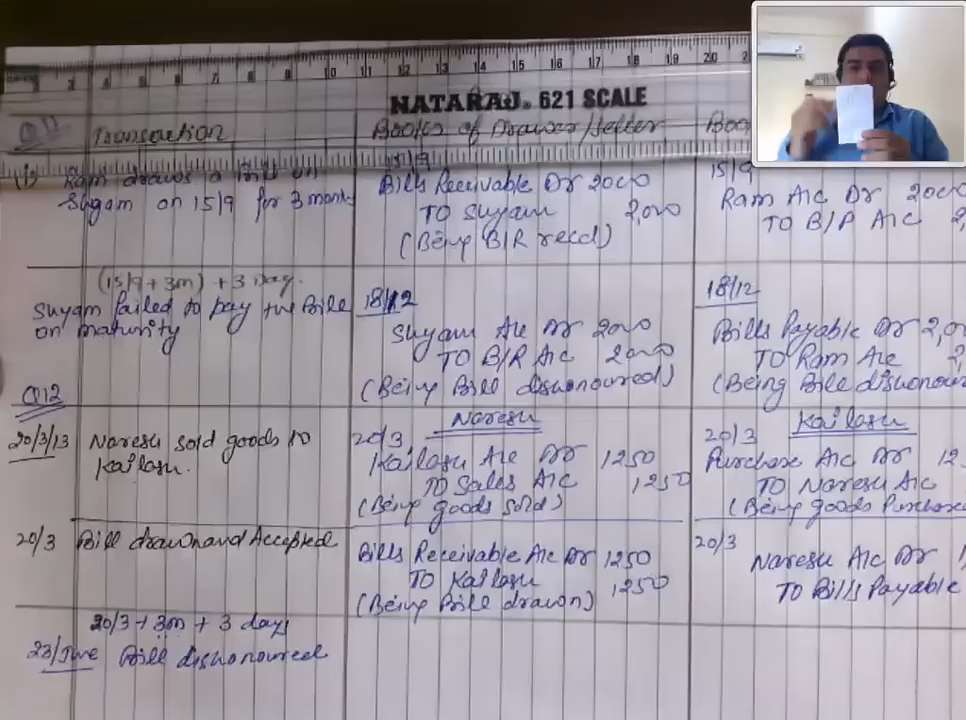 NATARAJ. 621 SCALE
Q11 Transaction Books of Drawer/Seller Boo
(i) Ram draws a Bill on
Suyam on 15/9 for 3 months
15/9
Bills Receivable Dr 2000
TO Suyam 2,000
(Being B/R recd)
15/9
Ram A/c Dr 2000
TO B/P A/c 2,
(15/9 + 3m) + 3 Day.
Suyam failed to pay the Bill
on maturity
18/12
Suyam A/c Dr 2000
TO B/R A/c 2000
(Being Bill dishonoured)
18/12
Bills Payable Dr 2,0
TO Ram A/c 2,
(Being Bill dishonour
Q12
20/3/13 Naresh sold goods to
Kailash.
Naresh
20/3
Kailash A/c Dr 1250
TO Sales A/c 1250
(Being goods sold)
Kailash
20/3
Purchase A/c Dr 12
TO Naresh A/c
(Being goods Purchase
20/3 Bill drawn and Accepted
Bills Receivable A/c Dr 1250
TO Kailash 1250
(Being Bill drawn)
20/3
Naresh A/c Dr 1
TO Bills Payable
20/3 + 3m + 3 days
23/June Bill dishonoured